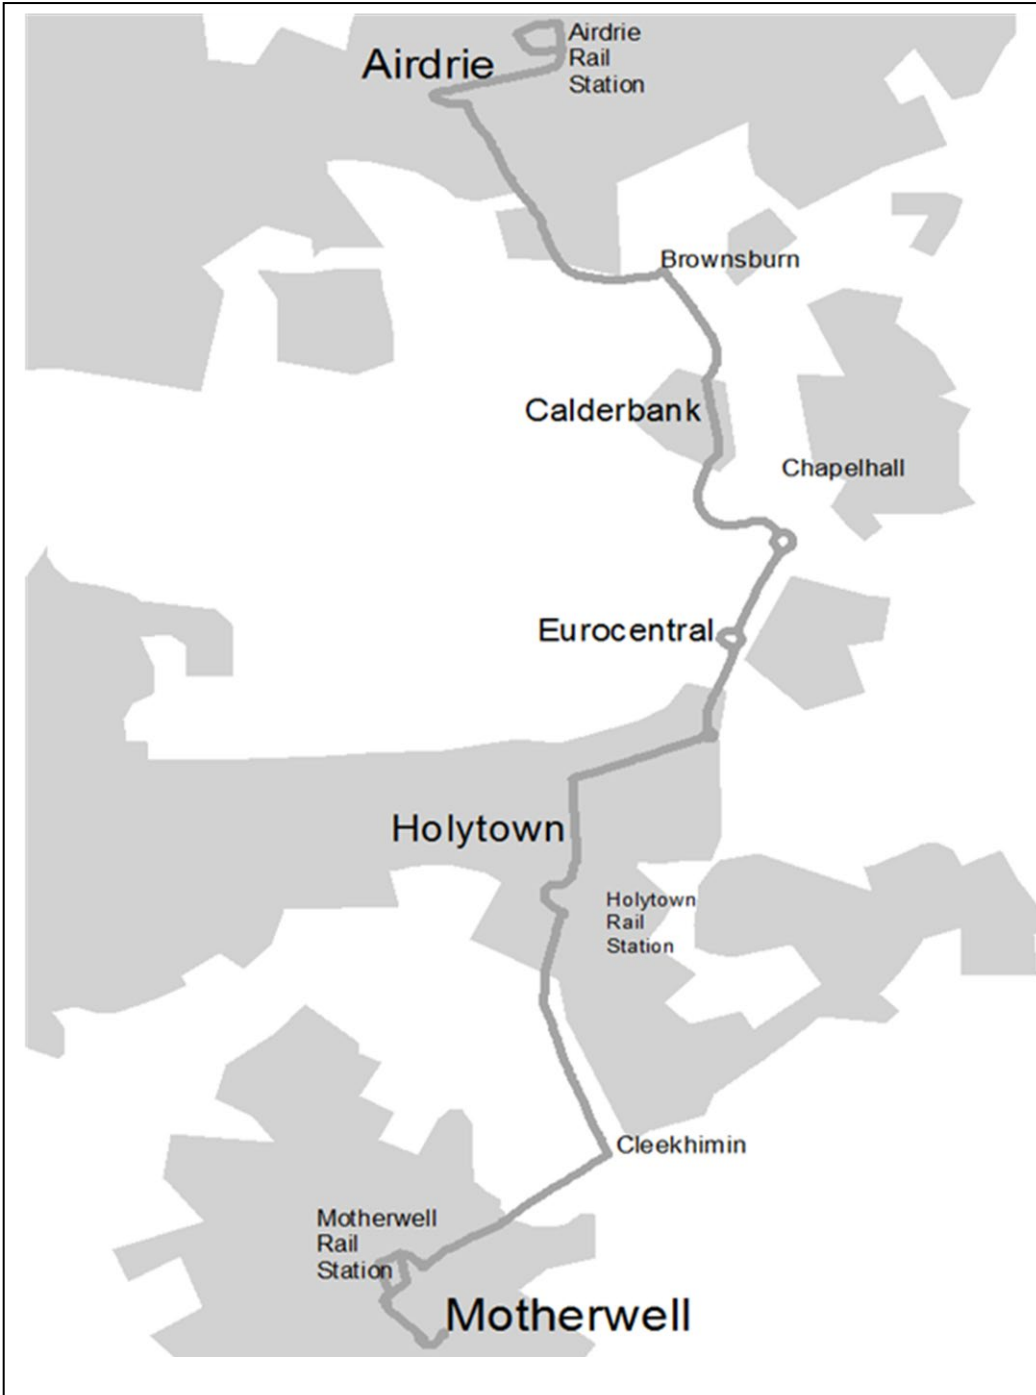 Airdrie
Airdrie
Rail
Station
Brownsburn
Calderbank
Chapelhall
Eurocentral
Holytown
Holytown
Rail
Station
Cleekhimin
Motherwell
Rail
Station
Motherwell